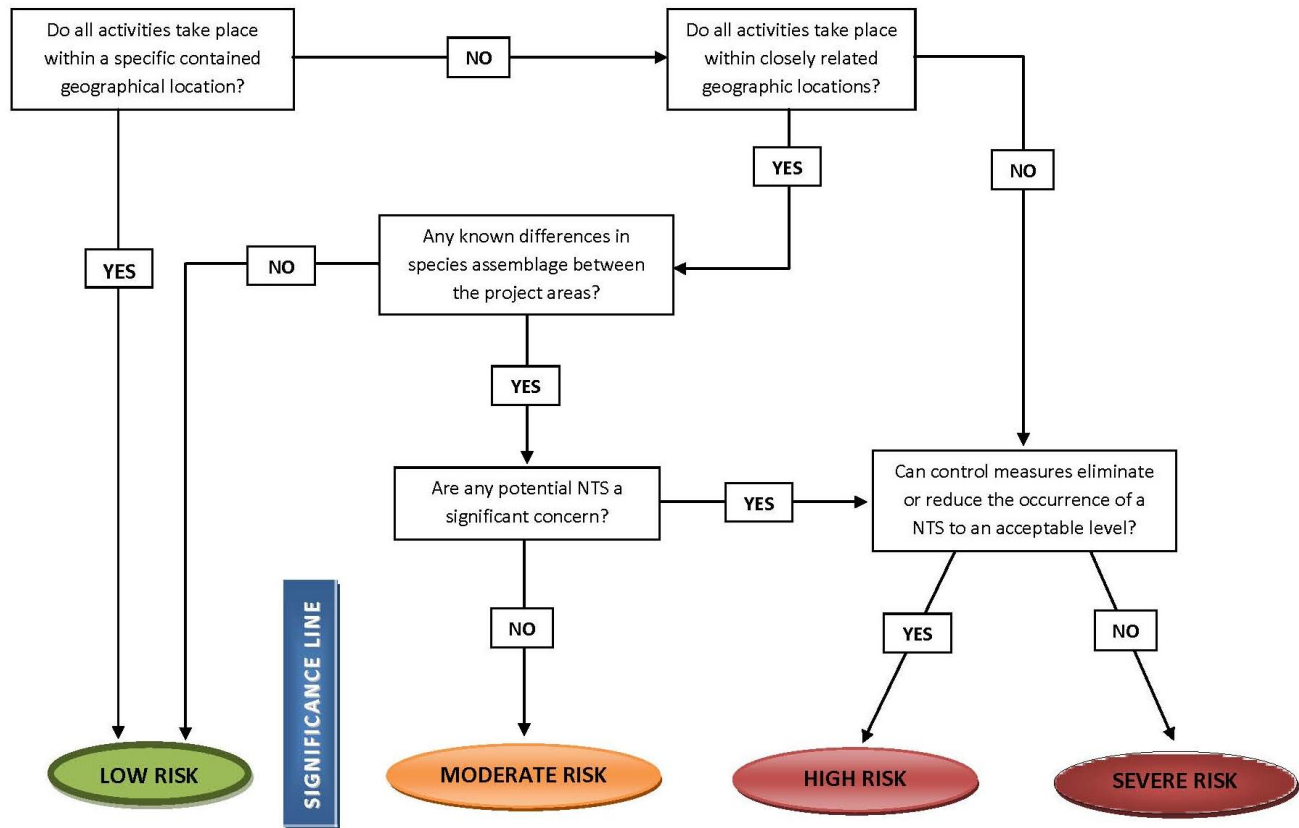 Do all activities take place
within a specific contained
geographical location?
NO
Do all activities take place
within closely related
geographic locations?
YES
NO
YES
NO
Any known differences in
species assemblage between
the project areas?
YES
Are any potential NTS a
significant concern?
YES
Can control measures eliminate
or reduce the occurrence of a
NTS to an acceptable level?
NO
YES
NO
SIGNIFICANCE LINE
LOW RISK
MODERATE RISK
HIGH RISK
SEVERE RISK